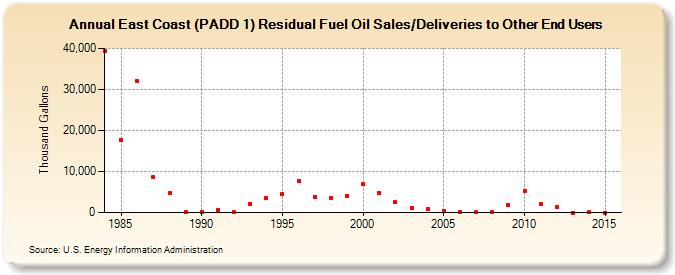 Annual East Coast (PADD 1) Residual Fuel Oil Sales/Deliveries to Other End Users
Thousand Gallons
40,000
30,000
20,000
10,000
0
1985 1990 1995 2000 2005 2010 2015
Source: U.S. Energy Information Administration